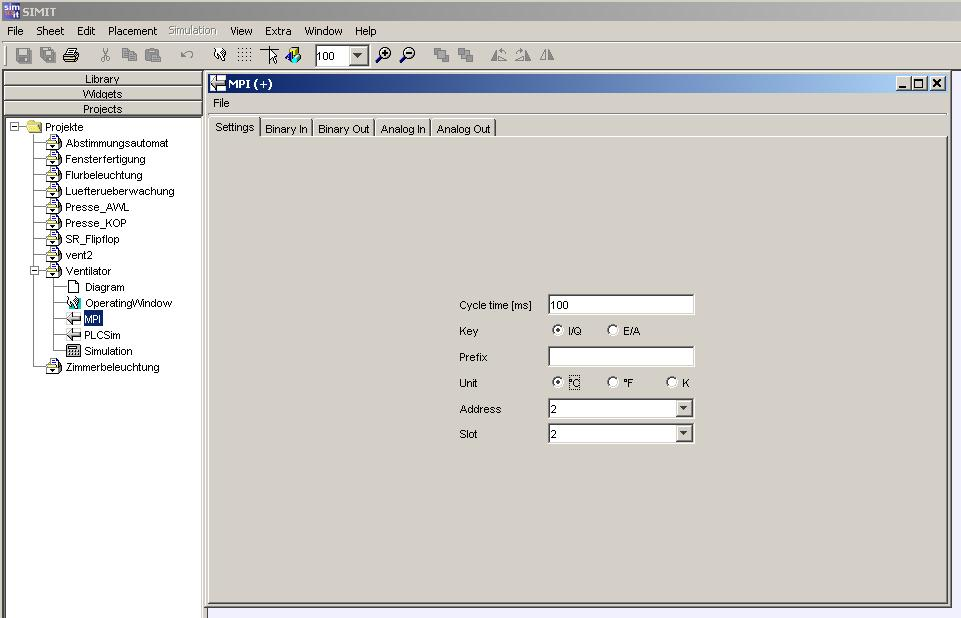 SIMIT
File Sheet Edit Placement Simulation View Extra Window Help
100
Library
Widgets
Projects
Projekte
Abstimmungsautomat
Fensterfertigung
Flurbeleuchtung
Luefterueberwachung
Presse_AWL
Presse_KOP
SR_Flipflop
vent2
Ventilator
Diagram
OperatingWindow
MPI
PLCSim
Simulation
Zimmerbeleuchtung
MPI (+)
File
Settings Binary In Binary Out Analog In Analog Out
Cycle time [ms] 100
Key I/Q E/A
Prefix
Unit °C °F K
Address 2
Slot 2